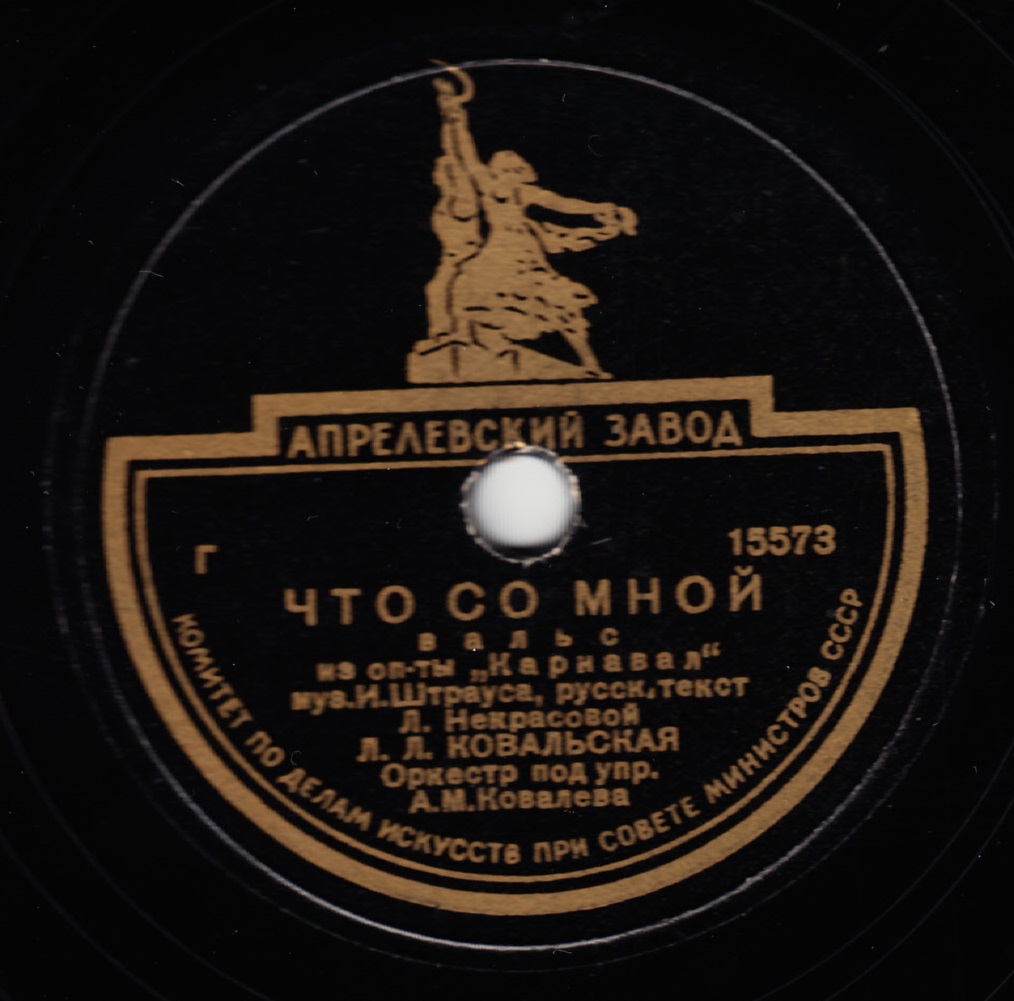 АПРЕЛЕВСКИЙ ЗАВОД
Г
15573
ЧТО СО МНОЙ
вальс
из оп-ты „Карнавал“
муз. И. Штрауса, русск. текст
Л. Некрасовой
Л. Л. КОВАЛЬСКАЯ
Оркестр под упр.
А. М. Ковалева
КОМИТЕТ ПО ДЕЛАМ ИСКУССТВ ПРИ СОВЕТЕ МИНИСТРОВ СССР